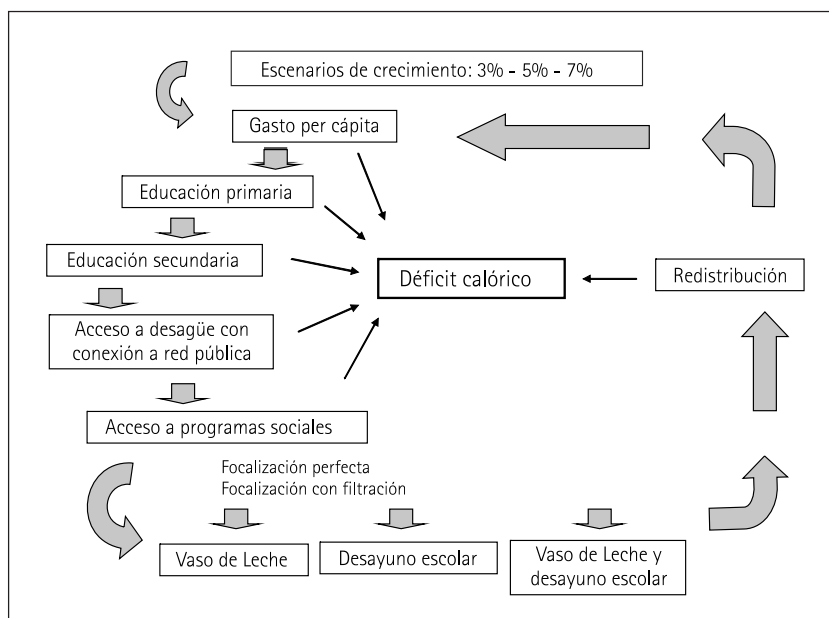 Escenarios de crecimiento: 3% - 5% - 7%
Gasto per cápita
Educación primaria
Educación secundaria
Déficit calórico
Redistribución
Acceso a desagüe con
conexión a red pública
Acceso a programas sociales
Focalización perfecta
Focalización con filtración
Vaso de Leche
Desayuno escolar
Vaso de Leche y
desayuno escolar